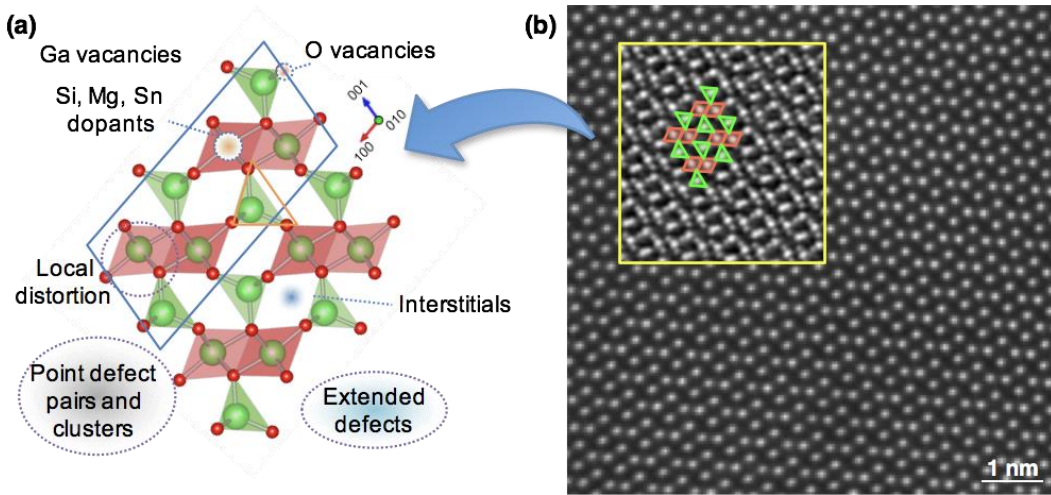 (a)
Ga vacancies
O vacancies
Si, Mg, Sn
dopants
001
010
100
Local
distortion
Interstitials
Point defect
pairs and
clusters
Extended
defects
(b)
1 nm